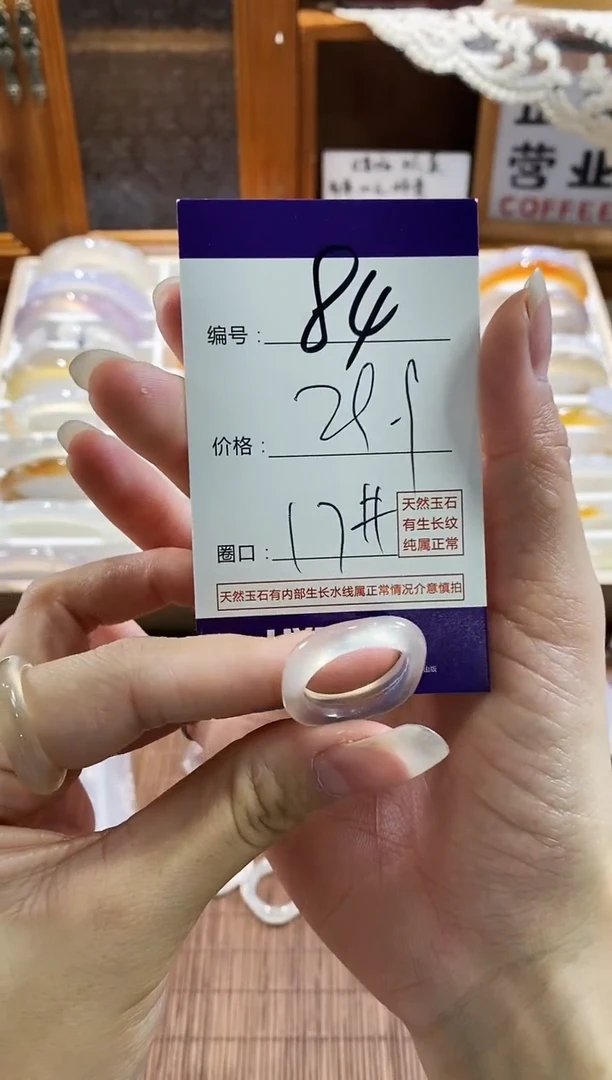 营业
COFFEE
编号：84
价格：
圈口：17#
天然玉石
有生长纹
纯属正常
天然玉石有内部生长水线属正常情况介意慎拍